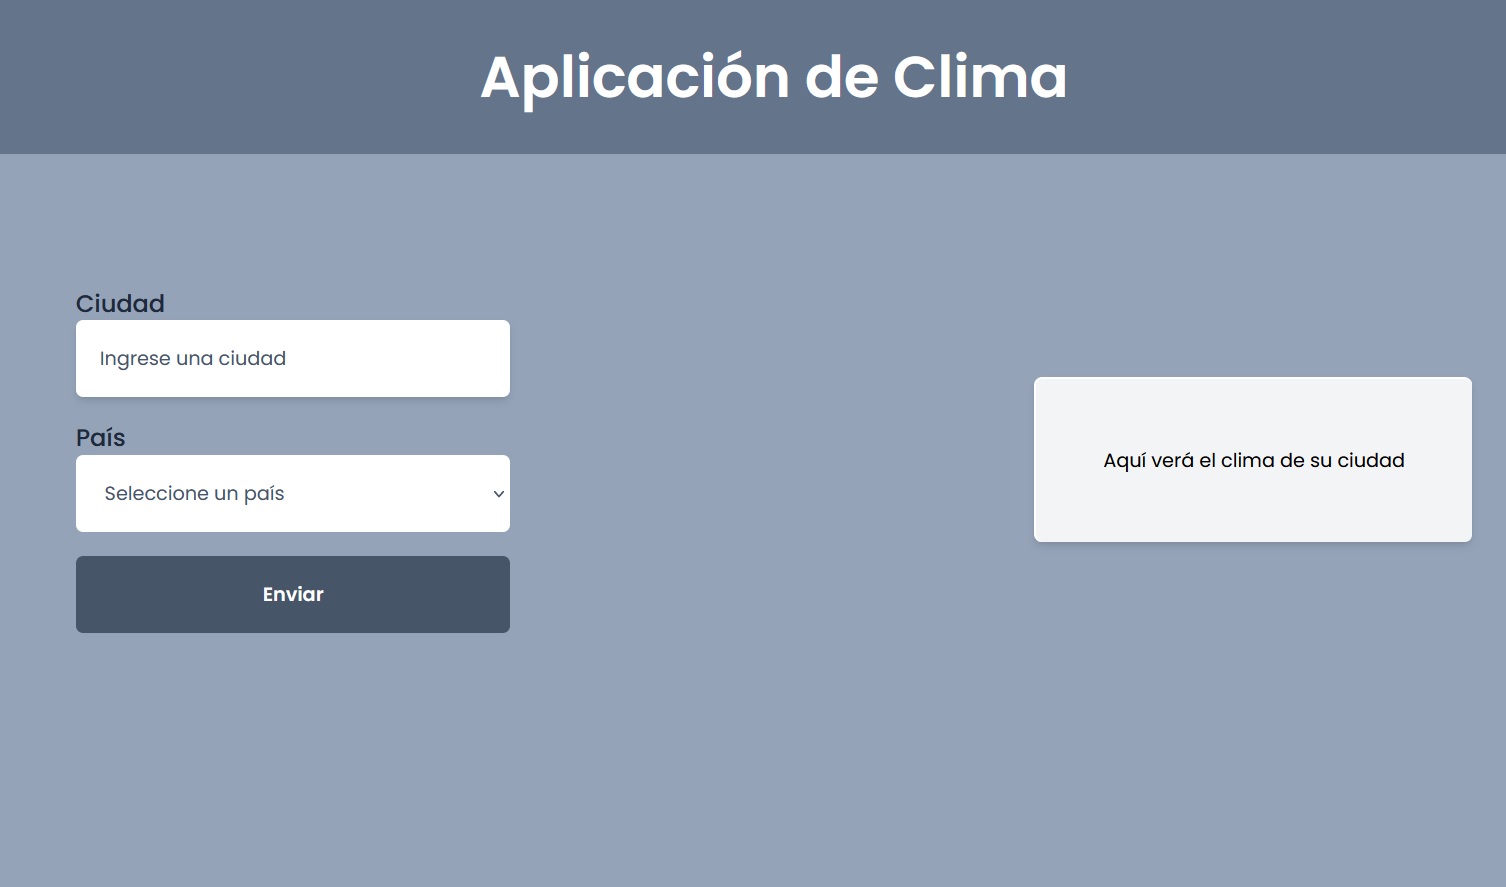 Aplicación de Clima
Ciudad
Ingrese una ciudad
País
Seleccione un país
Enviar
Aquí verá el clima de su ciudad